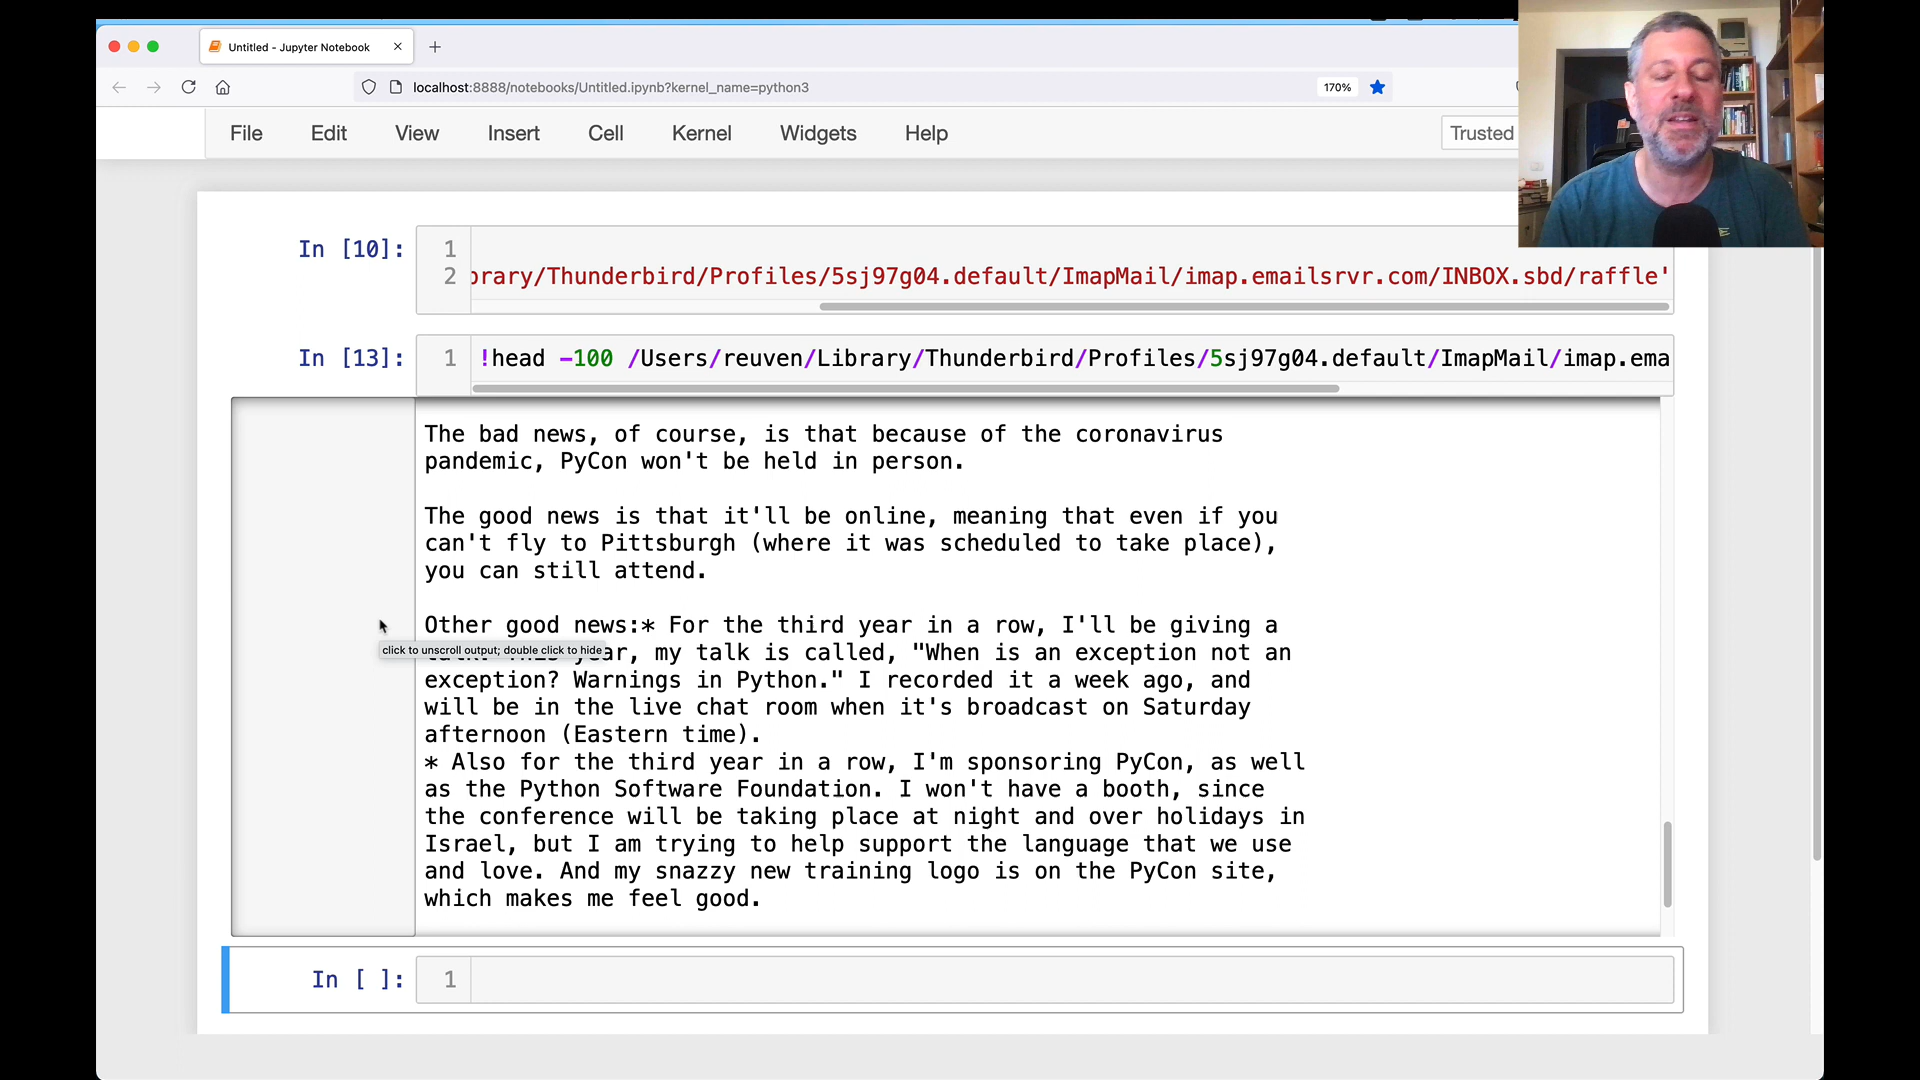 Untitled - Jupyter Notebook
localhost:8888/notebooks/Untitled.ipynb?kernel_name=python3
170%
File Edit View Insert Cell Kernel Widgets Help
Trusted
In [10]:
1
2 brary/Thunderbird/Profiles/5sj97g04.default/ImapMail/imap.emailsrvr.com/INBOX.sbd/raffle'
In [13]:
1 !head -100 /Users/reuven/Library/Thunderbird/Profiles/5sj97g04.default/ImapMail/imap.ema
The bad news, of course, is that because of the coronavirus
pandemic, PyCon won't be held in person.
The good news is that it'll be online, meaning that even if you
can't fly to Pittsburgh (where it was scheduled to take place),
you can still attend.
Other good news:* For the third year in a row, I'll be giving a
click to unscroll output; double click to hide
year, my talk is called, "When is an exception not an
exception? Warnings in Python." I recorded it a week ago, and
will be in the live chat room when it's broadcast on Saturday
afternoon (Eastern time).
* Also for the third year in a row, I'm sponsoring PyCon, as well
as the Python Software Foundation. I won't have a booth, since
the conference will be taking place at night and over holidays in
Israel, but I am trying to help support the language that we use
and love. And my snazzy new training logo is on the PyCon site,
which makes me feel good.
In [ ]:
1